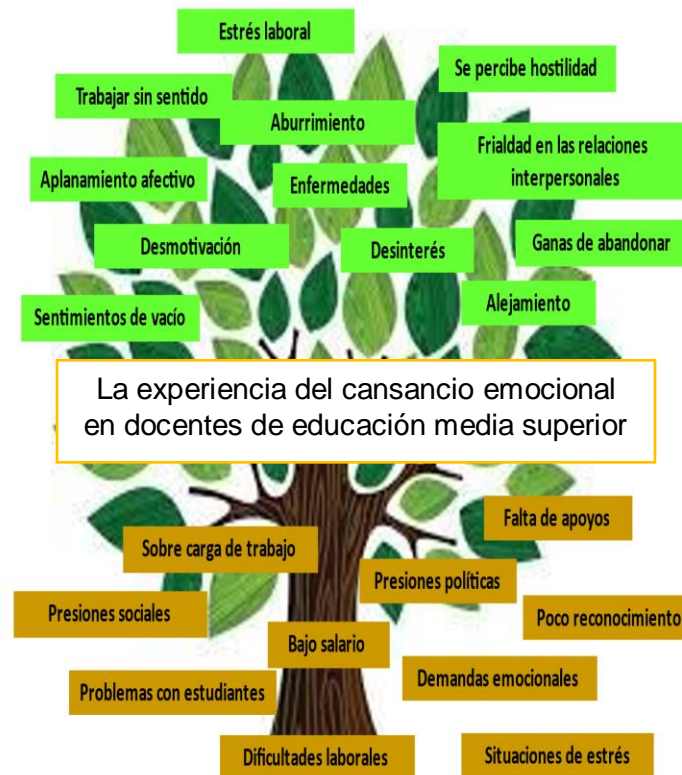 Estrés laboral
Se percibe hostilidad
Trabajar sin sentido
Aburrimiento
Frialdad en las relaciones
interpersonales
Aplanamiento afectivo
Enfermedades
Desmotivación
Desinterés
Ganas de abandonar
Sentimientos de vacío
Alejamiento
La experiencia del cansancio emocional
en docentes de educación media superior
Falta de apoyos
Sobre carga de trabajo
Presiones políticas
Presiones sociales
Poco reconocimiento
Bajo salario
Problemas con estudiantes
Demandas emocionales
Dificultades laborales
Situaciones de estrés